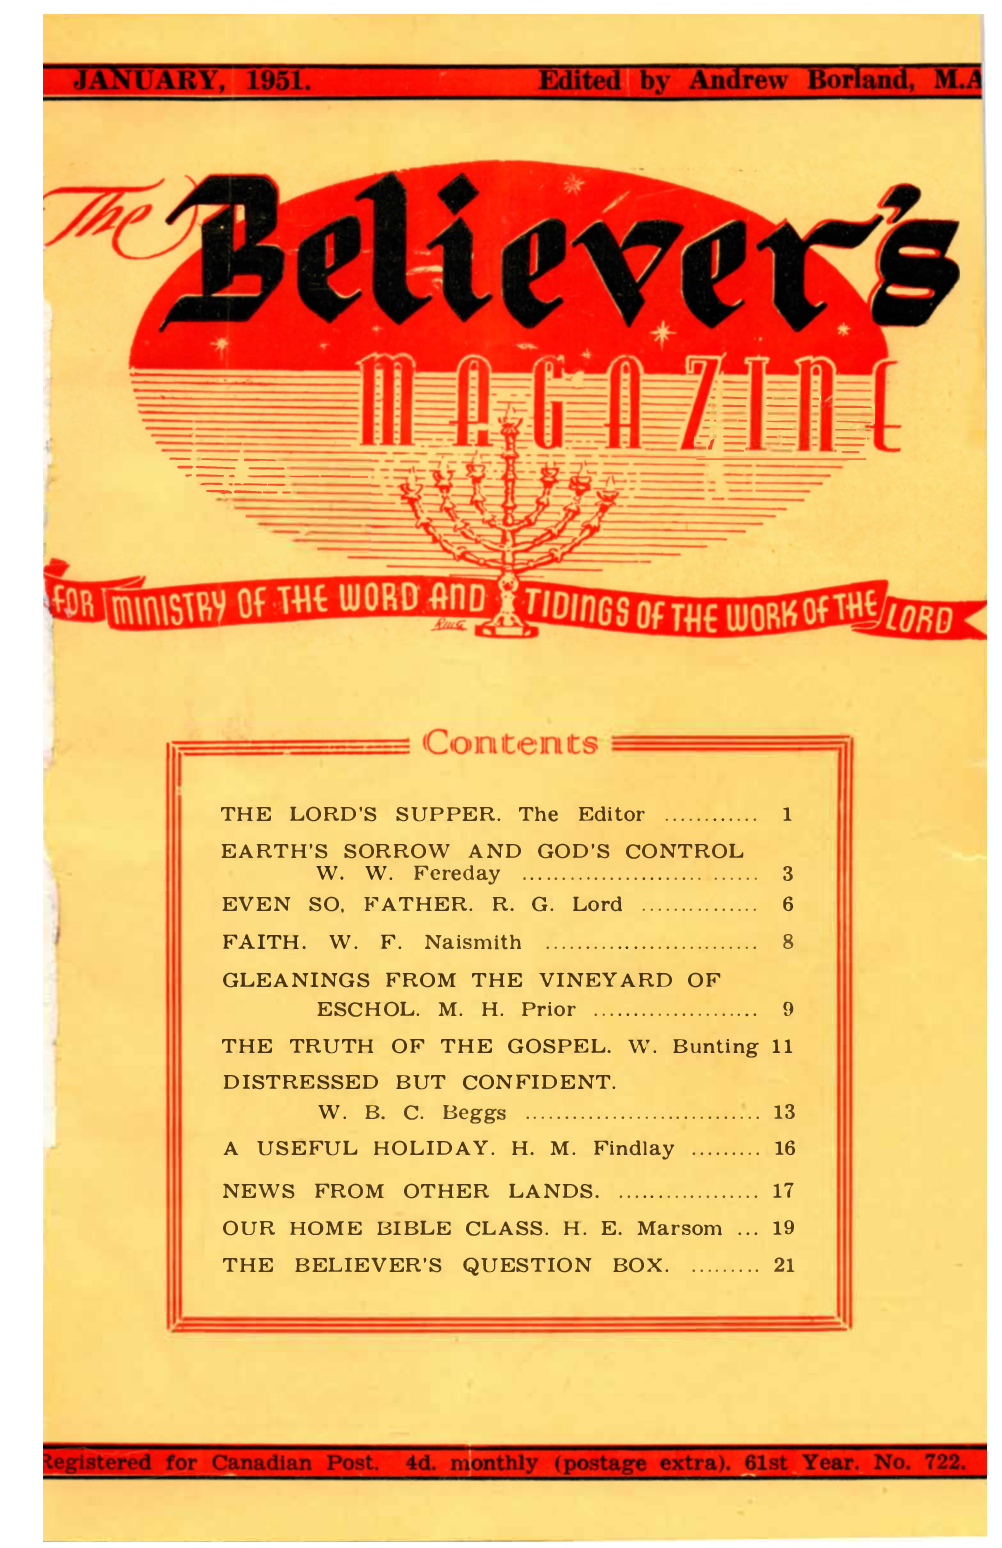 JANUARY, 1951. Edited by Andrew Borland, M.A
The Believer's
MAGAZINE
FOR MINISTRY OF THE WORD AND TIDINGS OF THE WORK OF THE LORD
Contents
THE LORD'S SUPPER. The Editor ............ 1
EARTH'S SORROW AND GOD'S CONTROL
W. W. Fereday .............................. 3
EVEN SO, FATHER. R. G. Lord ............... 6
FAITH. W. F. Naismith ........................... 8
GLEANINGS FROM THE VINEYARD OF
ESCHOL. M. H. Prior ..................... 9
THE TRUTH OF THE GOSPEL. W. Bunting 11
DISTRESSED BUT CONFIDENT.
W. B. C. Beggs .............................. 13
A USEFUL HOLIDAY. H. M. Findlay ......... 16
NEWS FROM OTHER LANDS. .................. 17
OUR HOME BIBLE CLASS. H. E. Marsom ... 19
THE BELIEVER'S QUESTION BOX. ......... 21
Registered for Canadian Post. 4d. monthly (postage extra). 61st Year. No. 722.